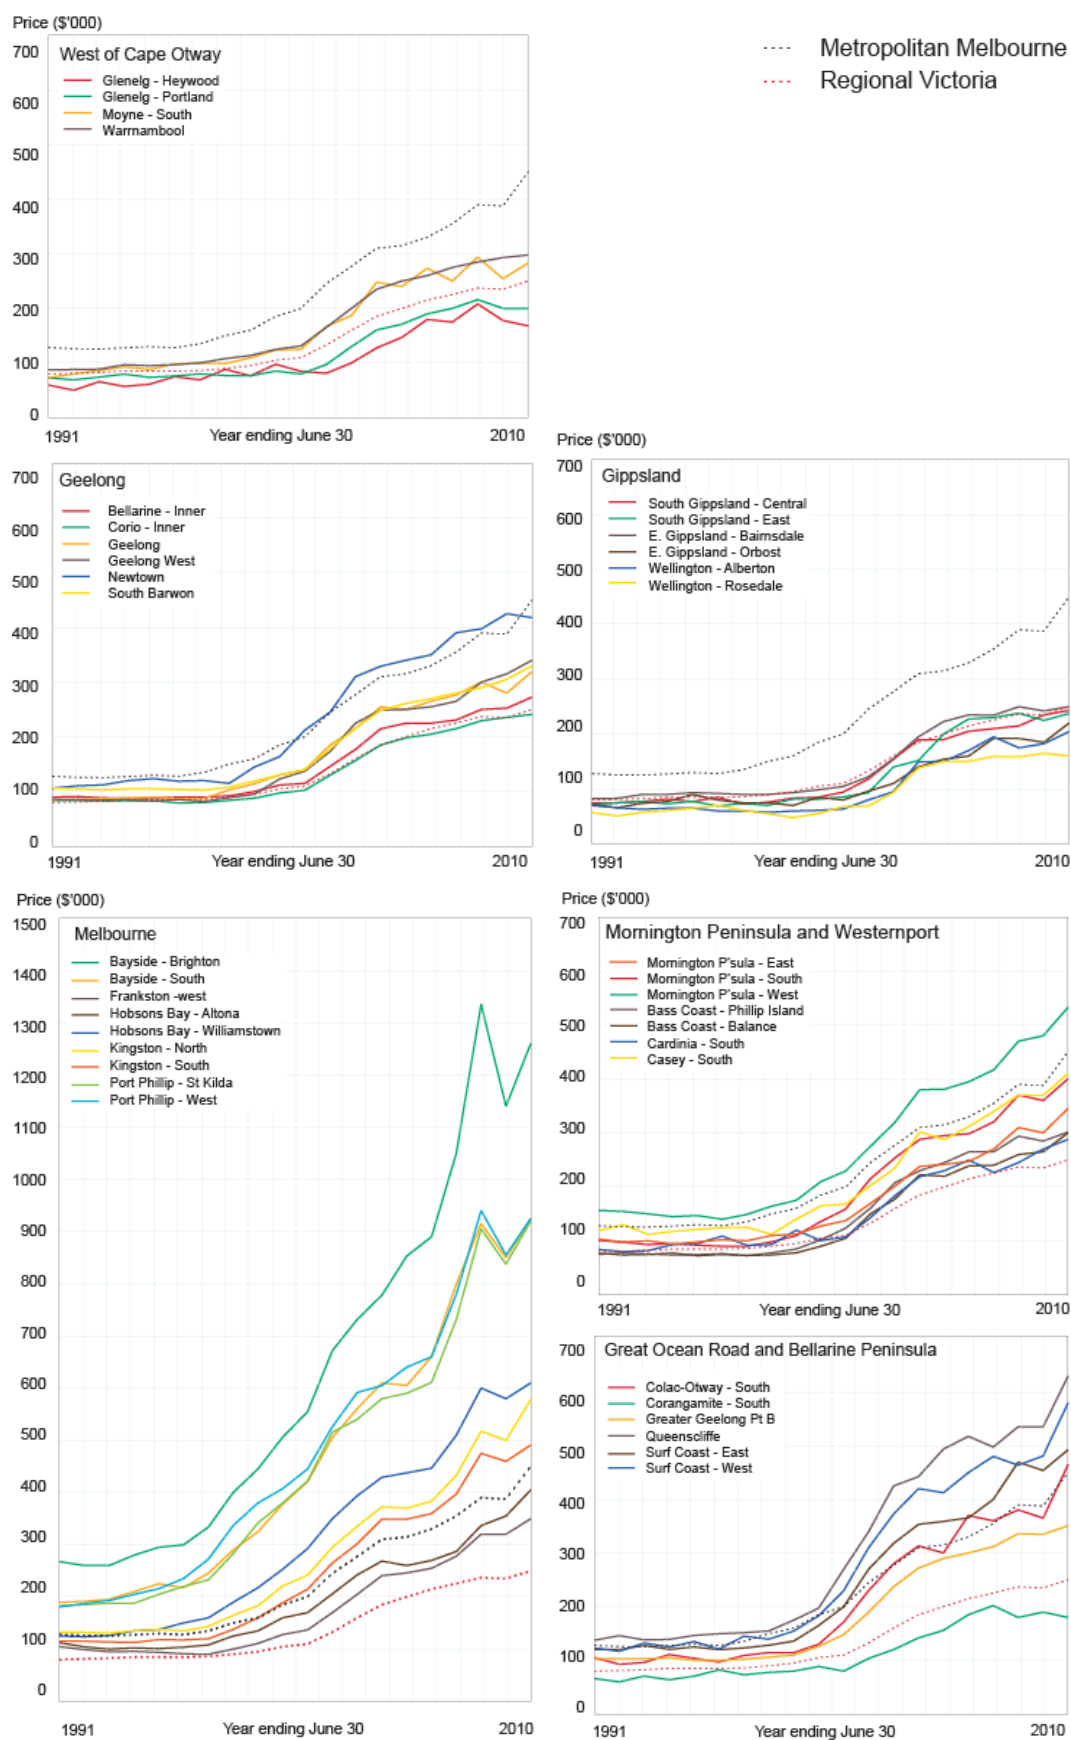 Price ($'000)
700
600
500
400
300
200
100
0
West of Cape Otway
Glenelg - Heywood
Glenelg - Portland
Moyne - South
Warrnambool
1991
Year ending June 30
2010
Metropolitan Melbourne
Regional Victoria
700
600
500
400
300
200
100
0
Geelong
Bellarine - Inner
Corio - Inner
Geelong
Geelong West
Newtown
South Barwon
1991
Year ending June 30
2010
Price ($'000)
700
600
500
400
300
200
100
0
Gippsland
South Gippsland - Central
South Gippsland - East
E. Gippsland - Bairnsdale
E. Gippsland - Orbost
Wellington - Alberton
Wellington - Rosedale
1991
Year ending June 30
2010
Price ($'000)
1500
1400
1300
1200
1100
1000
900
800
700
600
500
400
300
200
100
0
Melbourne
Bayside - Brighton
Bayside - South
Frankston -west
Hobsons Bay - Altona
Hobsons Bay - Williamstown
Kingston - North
Kingston - South
Port Phillip - St Kilda
Port Phillip - West
1991
Year ending June 30
2010
Price ($'000)
700
600
500
400
300
200
100
0
Mornington Peninsula and Westernport
Mornington P'sula - East
Mornington P'sula - South
Mornington P'sula - West
Bass Coast - Phillip Island
Bass Coast - Balance
Cardinia - South
Casey - South
1991
Year ending June 30
2010
700
600
500
400
300
200
100
0
Great Ocean Road and Bellarine Peninsula
Colac-Otway - South
Corangamite - South
Greater Geelong Pt B
Queenscliffe
Surf Coast - East
Surf Coast - West
1991
Year ending June 30
2010